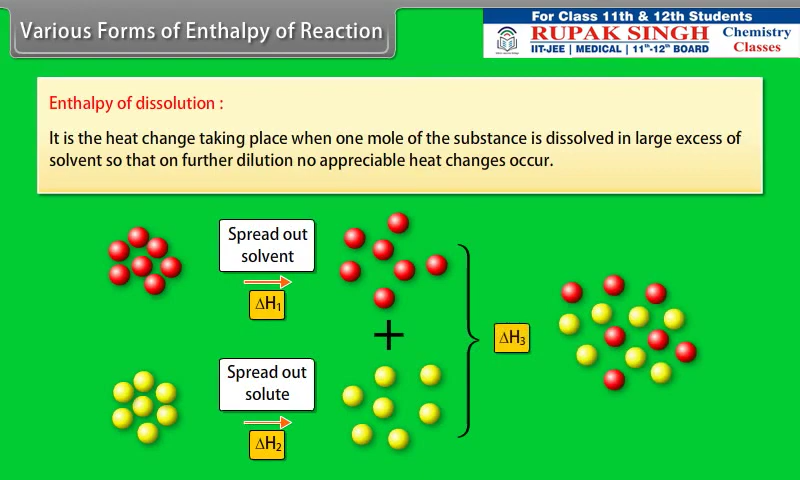 Various Forms of Enthalpy of Reaction
For Class 11th & 12th Students
RUPAK SINGH
Chemistry
Classes
IIT-JEE | MEDICAL | 11th-12th BOARD
Enthalpy of dissolution :
It is the heat change taking place when one mole of the substance is dissolved in large excess of
solvent so that on further dilution no appreciable heat changes occur.
Spread out
solvent
ΔH₁
+
ΔH₃
Spread out
solute
ΔH₂